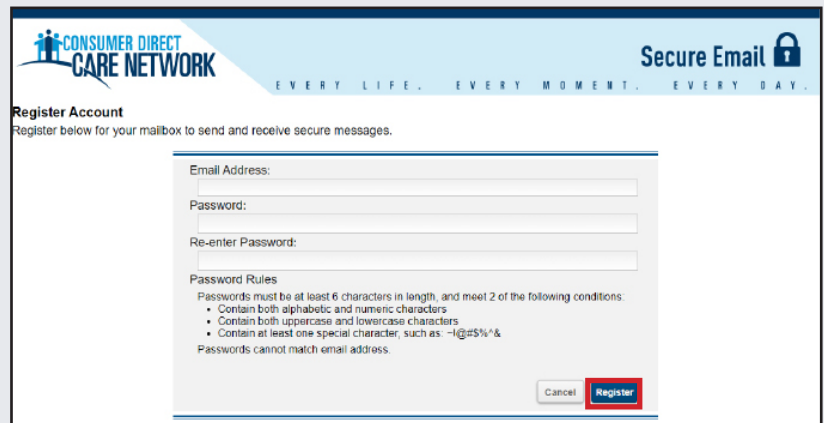 CONSUMER DIRECT
CARE NETWORK
Secure Email
EVERY LIFE. EVERY MOMENT. EVERY DAY.
Register Account
Register below for your mailbox to send and receive secure messages.
Email Address:
Password:
Re-enter Password:
Password Rules
Passwords must be at least 6 characters in length, and meet 2 of the following conditions:
• Contain both alphabetic and numeric characters
• Contain both uppercase and lowercase characters
• Contain at least one special character, such as: ~!@#$%^&
Passwords cannot match email address.
Cancel Register